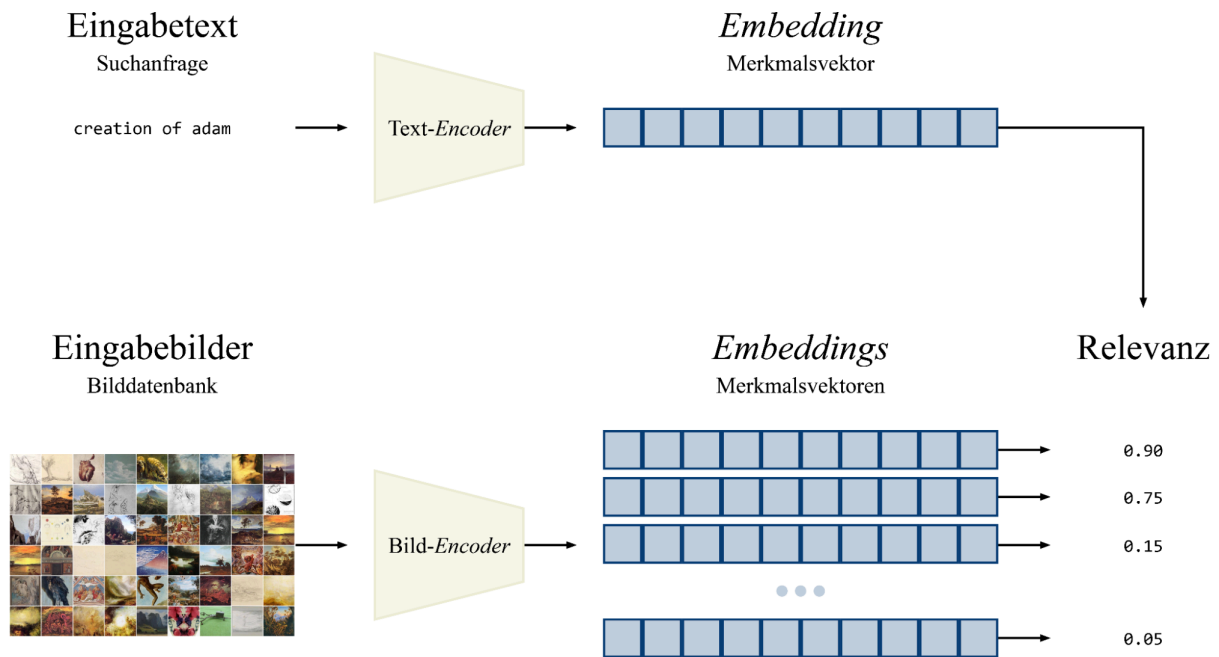 Eingabetext
Suchanfrage
creation of adam
Text-Encoder
Embedding
Merkmalsvektor
Eingabebilder
Bilddatenbank
Bild-Encoder
Embeddings
Merkmalsvektoren
Relevanz
0.90
0.75
0.15
0.05